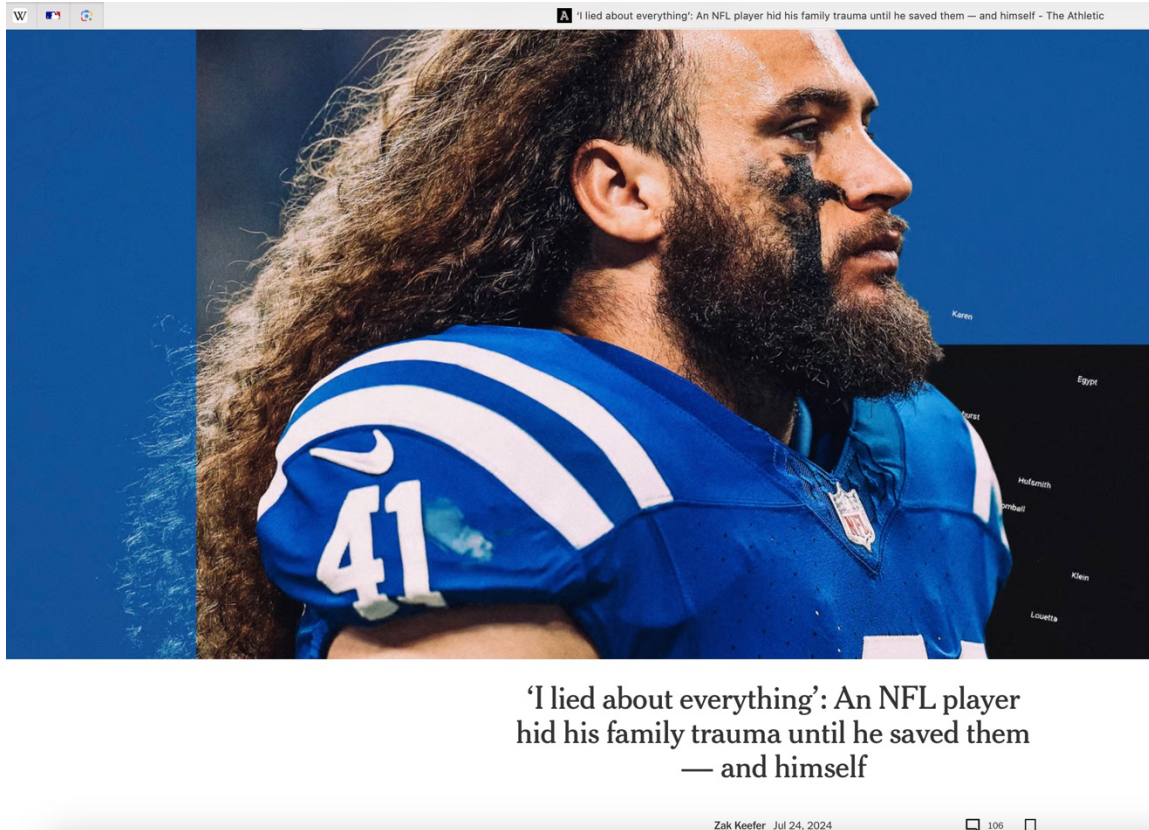 W
A 'I lied about everything': An NFL player hid his family trauma until he saved them — and himself - The Athletic
Karen
Egypt
Hufsmith
Klein
Louetta
41
NFL
‘I lied about everything’: An NFL player
hid his family trauma until he saved them
— and himself
Zak Keefer Jul 24, 2024
106